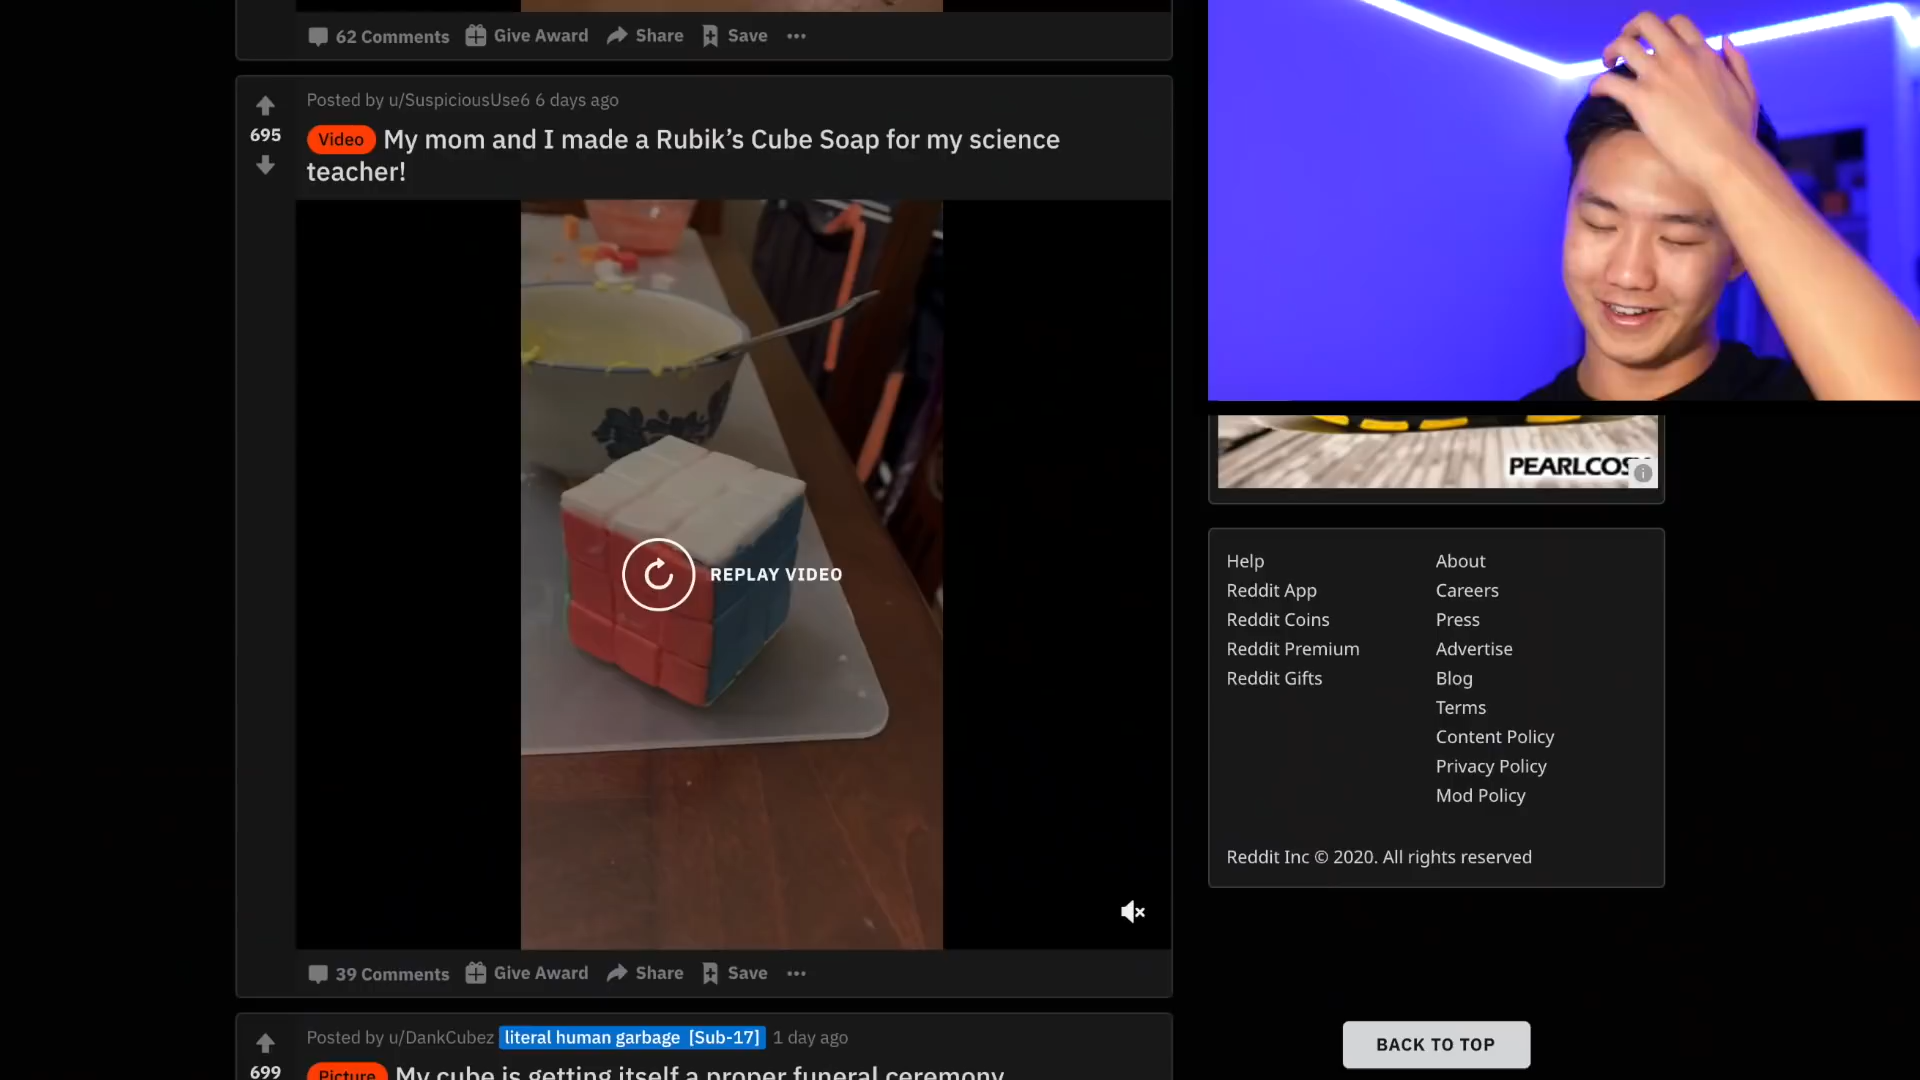 62 Comments Give Award Share Save
Posted by u/SuspiciousUse6 6 days ago
695
Video My mom and I made a Rubik's Cube Soap for my science
teacher!
REPLAY VIDEO
39 Comments Give Award Share Save
Posted by u/DankCubez literal human garbage [Sub-17] 1 day ago
699
Picture My cube is getting itself a proper funeral ceremony
Help
Reddit App
Reddit Coins
Reddit Premium
Reddit Gifts
About
Careers
Press
Advertise
Blog
Terms
Content Policy
Privacy Policy
Mod Policy
Reddit Inc © 2020. All rights reserved
BACK TO TOP